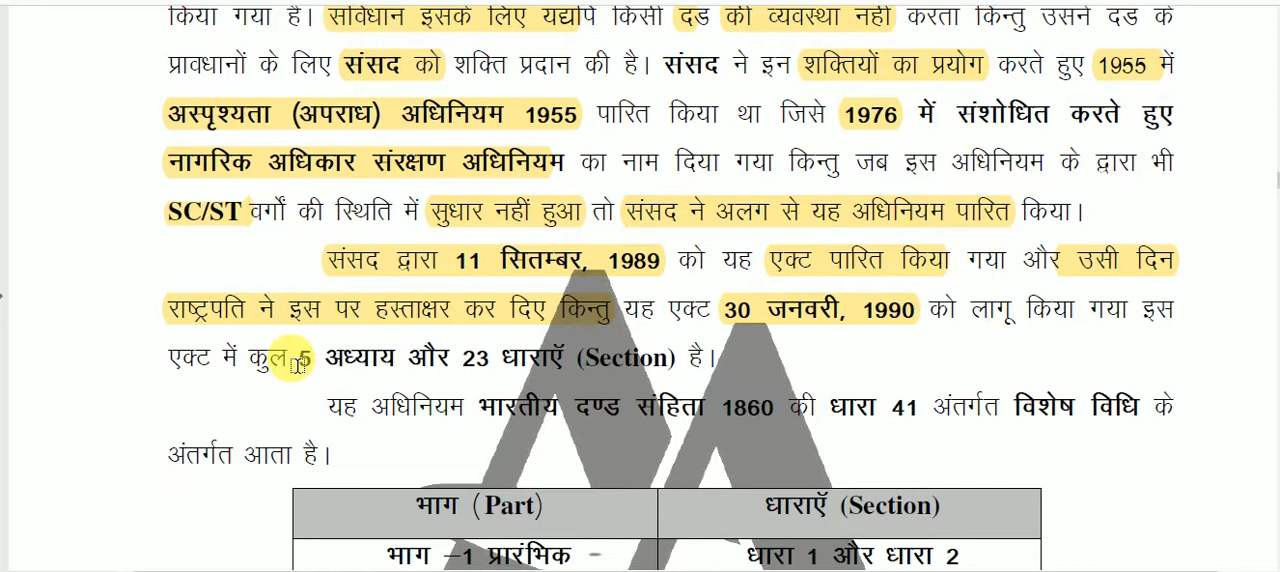 किया गया है। संविधान इसके लिए यद्यपि किसी दंड की व्यवस्था नहीं करता किन्तु उसने दंड के
प्रावधानों के लिए संसद को शक्ति प्रदान की है। संसद ने इन शक्तियों का प्रयोग करते हुए 1955 में
अस्पृश्यता (अपराध) अधिनियम 1955 पारित किया था जिसे 1976 में संशोधित करते हुए
नागरिक अधिकार संरक्षण अधिनियम का नाम दिया गया किन्तु जब इस अधिनियम के द्वारा भी
SC/ST वर्गों की स्थिति में सुधार नहीं हुआ तो संसद ने अलग से यह अधिनियम पारित किया।
संसद द्वारा 11 सितम्बर, 1989 को यह एक्ट पारित किया गया और उसी दिन
राष्ट्रपति ने इस पर हस्ताक्षर कर दिए किन्तु यह एक्ट 30 जनवरी, 1990 को लागू किया गया इस
एक्ट में कुल 5 अध्याय और 23 धाराऍ (Section) है।
यह अधिनियम भारतीय दण्ड संहिता 1860 की धारा 41 अंतर्गत विशेष विधि के
अंतर्गत आता है।
भाग (Part) धाराऍ (Section)
भाग –1 प्रारंभिक धारा 1 और धारा 2